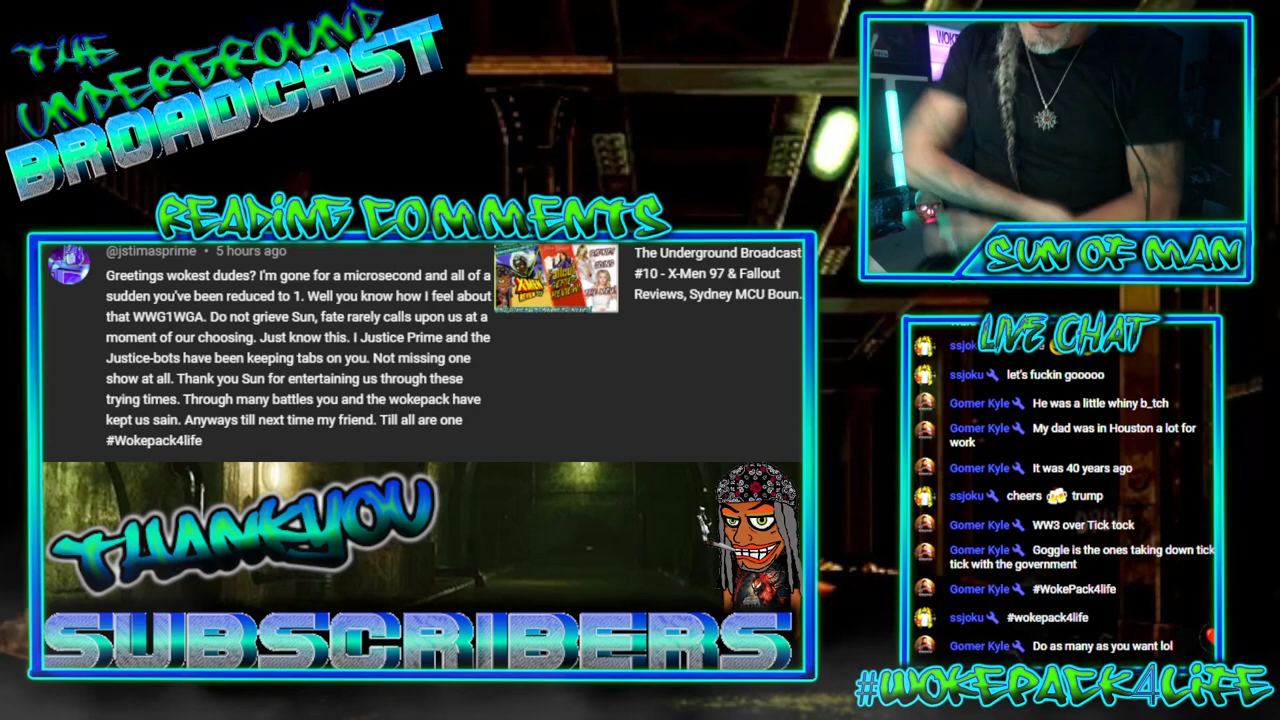 THE
UNDERGROUND
BROADCAST
READING COMMENTS
@jstimasprime • 5 hours ago
Greetings wokest dudes? I'm gone for a microsecond and all of a
sudden you've been reduced to 1. Well you know how I feel about
that WWG1WGA. Do not grieve Sun, fate rarely calls upon us at a
moment of our choosing. Just know this. I Justice Prime and the
Justice-bots have been keeping tabs on you. Not missing one
show at all. Thank you Sun for entertaining us through these
trying times. Through many battles you and the wokepack have
kept us sain. Anyways till next time my friend. Till all are one
#Wokepack4life
The Underground Broadcast
#10 - X-Men 97 & Fallout
Reviews, Sydney MCU Boun.
THANKYOU
SUBSCRIBERS
WOK
SUN OF MAN
LIVE CHAT
ssjok
ssjoku let's fuckin gooooo
Gomer Kyle He was a little whiny b_tch
Gomer Kyle My dad was in Houston a lot for
work
Gomer Kyle It was 40 years ago
ssjoku cheers 🍻 trump
Gomer Kyle WW3 over Tick tock
Gomer Kyle Goggle is the ones taking down tick
tick with the government
Gomer Kyle #WokePack4life
ssjoku #wokepack4life
Gomer Kyle Do as many as you want lol
#WOKEPACK4LIFE